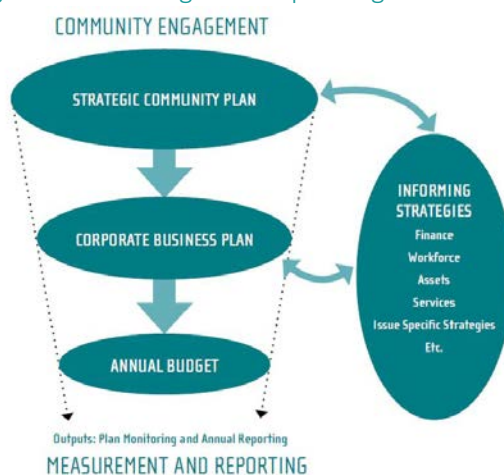 COMMUNITY ENGAGEMENT
STRATEGIC COMMUNITY PLAN
CORPORATE BUSINESS PLAN
ANNUAL BUDGET
INFORMING
STRATEGIES
Finance
Workforce
Assets
Services
Issue Specific Strategies
Etc.
Outputs: Plan Monitoring and Annual Reporting
MEASUREMENT AND REPORTING